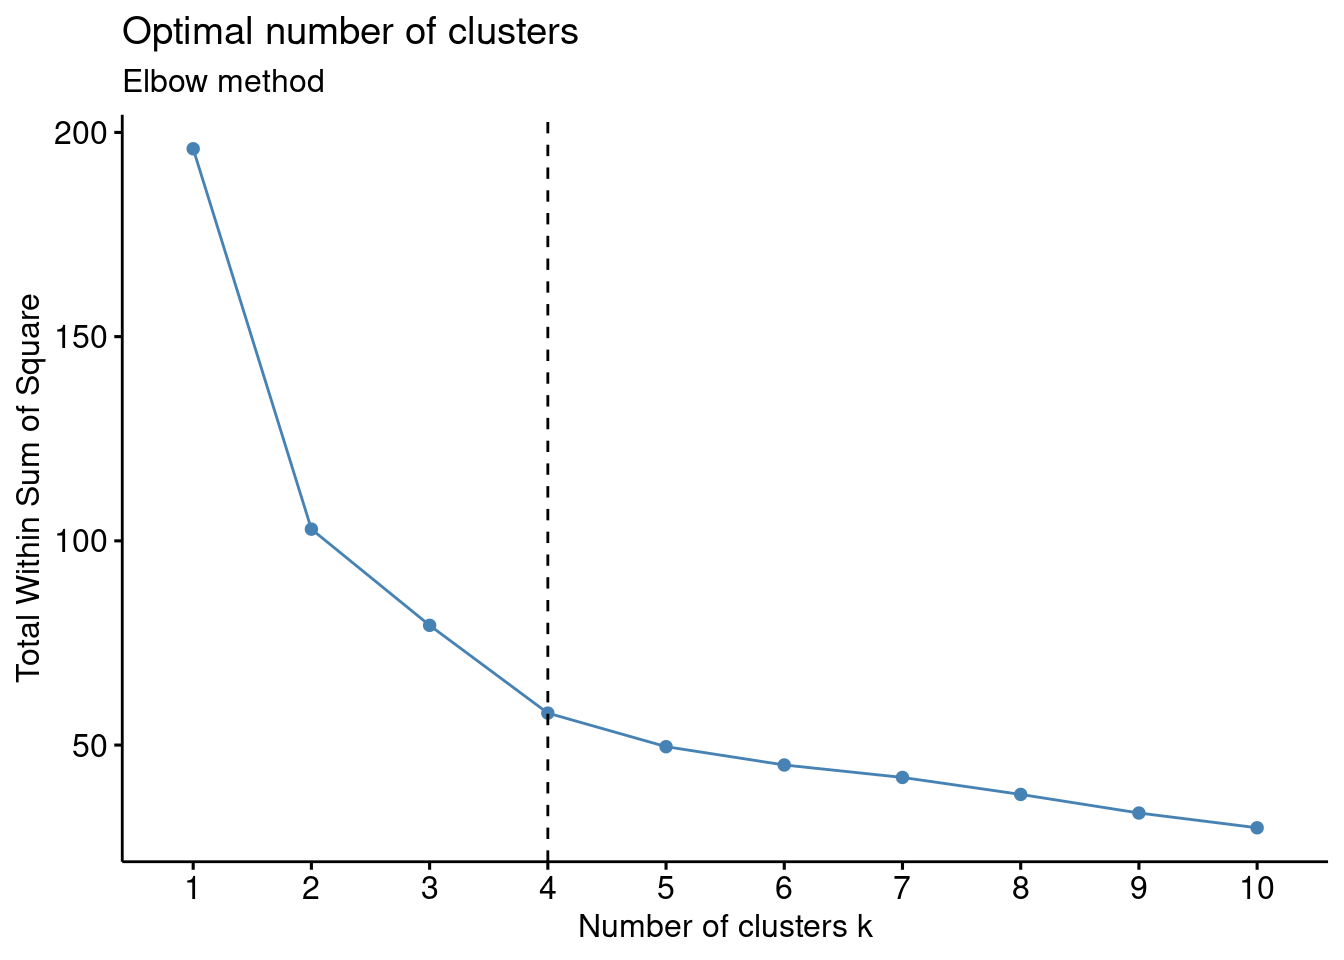 Optimal number of clusters
Elbow method
200
150
100
50
Total Within Sum of Square
1 2 3 4 5 6 7 8 9 10
Number of clusters k